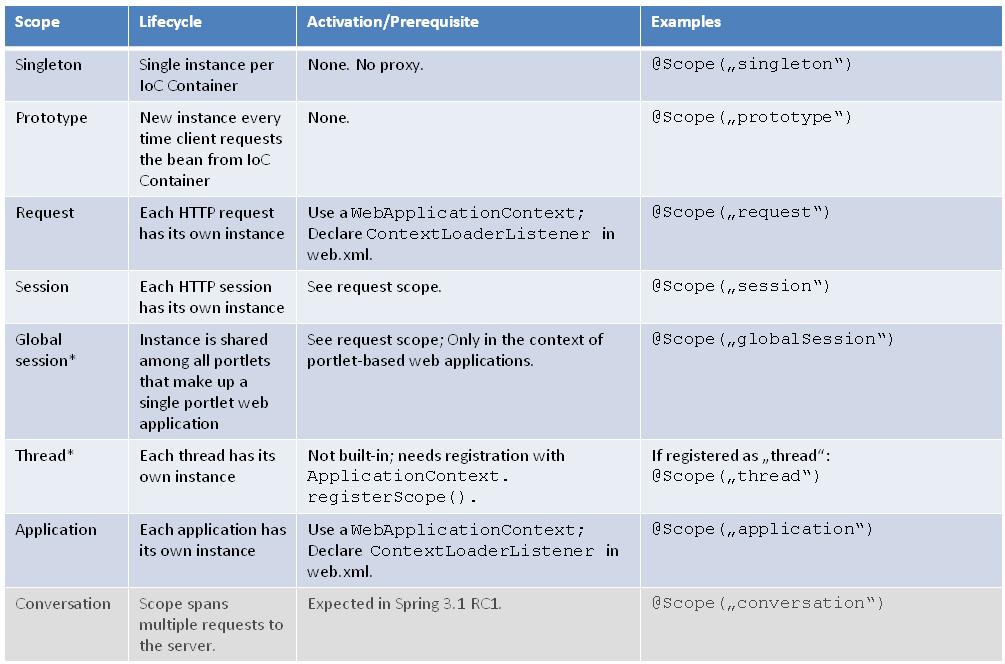 Scope Lifecycle Activation/Prerequisite Examples
Singleton
Single instance per
IoC Container
None. No proxy.
@Scope(„singleton“)
Prototype
New instance every
time client requests
the bean from IoC
Container
None.
@Scope(„prototype“)
Request
Each HTTP request
has its own instance
Use a WebApplicationContext;
Declare ContextLoaderListener in
web.xml.
@Scope(„request“)
Session
Each HTTP session
has its own instance
See request scope.
@Scope(„session“)
Global
session*
Instance is shared
among all portlets
that make up a
single portlet web
application
See request scope; Only in the context of
portlet-based web applications.
@Scope(„globalSession“)
Thread*
Each thread has its
own instance
Not built-in; needs registration with
ApplicationContext.
registerScope().
If registered as „thread“:
@Scope(„thread“)
Application
Each application has
its own instance
Use a WebApplicationContext;
Declare ContextLoaderListener in
web.xml.
@Scope(„application“)
Conversation
Scope spans
multiple requests to
the server.
Expected in Spring 3.1 RC1.
@Scope(„conversation“)